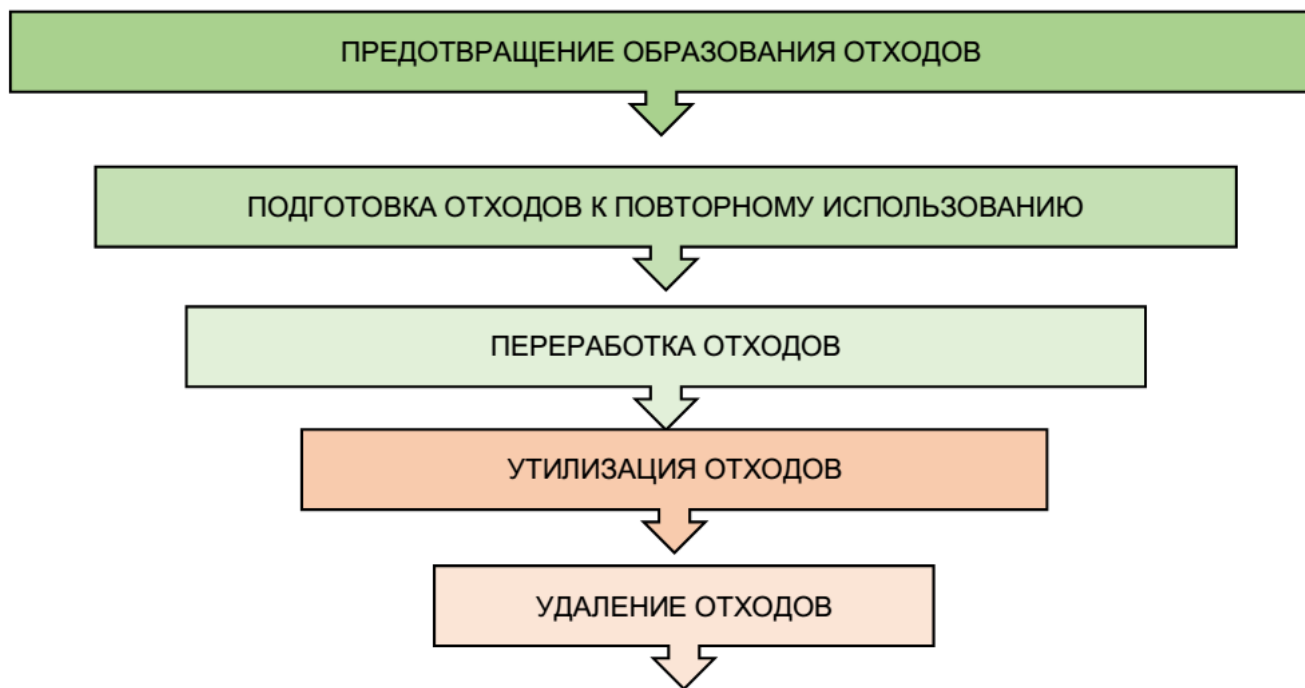 ПРЕДОТВРАЩЕНИЕ ОБРАЗОВАНИЯ ОТХОДОВ
ПОДГОТОВКА ОТХОДОВ К ПОВТОРНОМУ ИСПОЛЬЗОВАНИЮ
ПЕРЕРАБОТКА ОТХОДОВ
УТИЛИЗАЦИЯ ОТХОДОВ
УДАЛЕНИЕ ОТХОДОВ